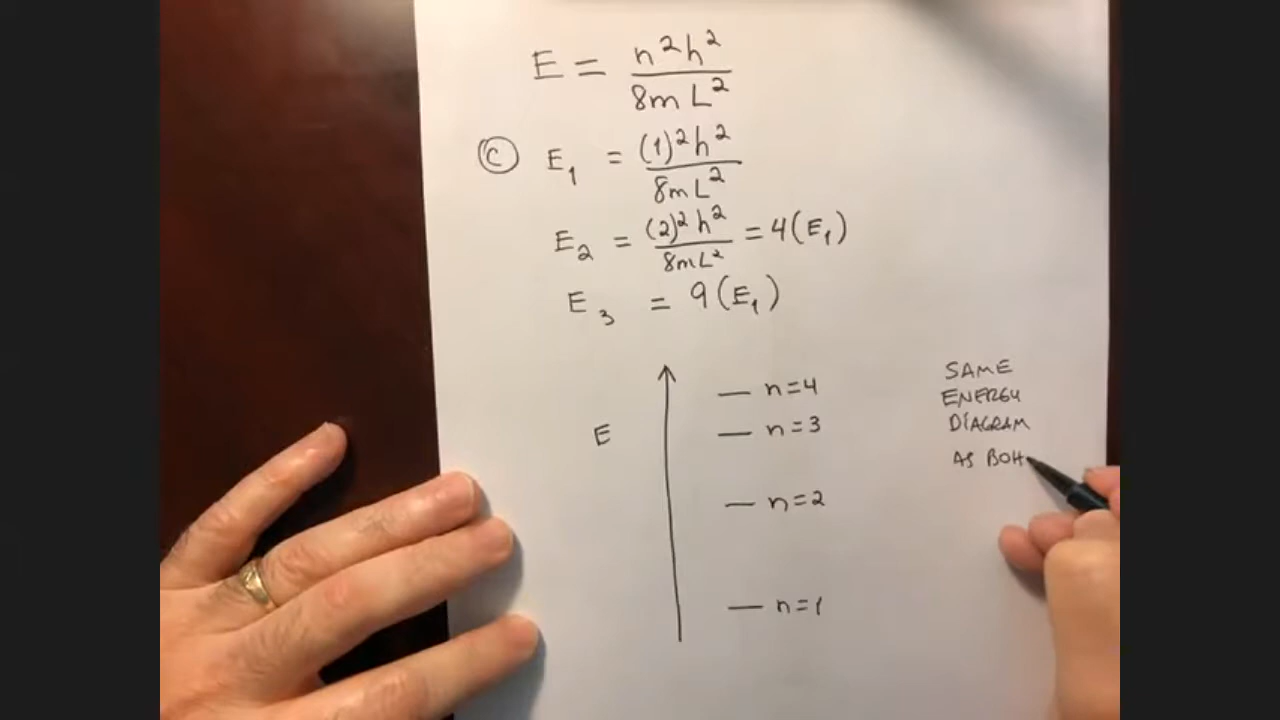 E = n²h² / 8mL²
Ⓒ E₁ = (1)²h² / 8mL²
E₂ = (2)²h² / 8mL² = 4(E₁)
E₃ = 9(E₁)
n=4
n=3
E
n=2
n=1
SAME
ENERGY
DIAGRAM
AS BOH